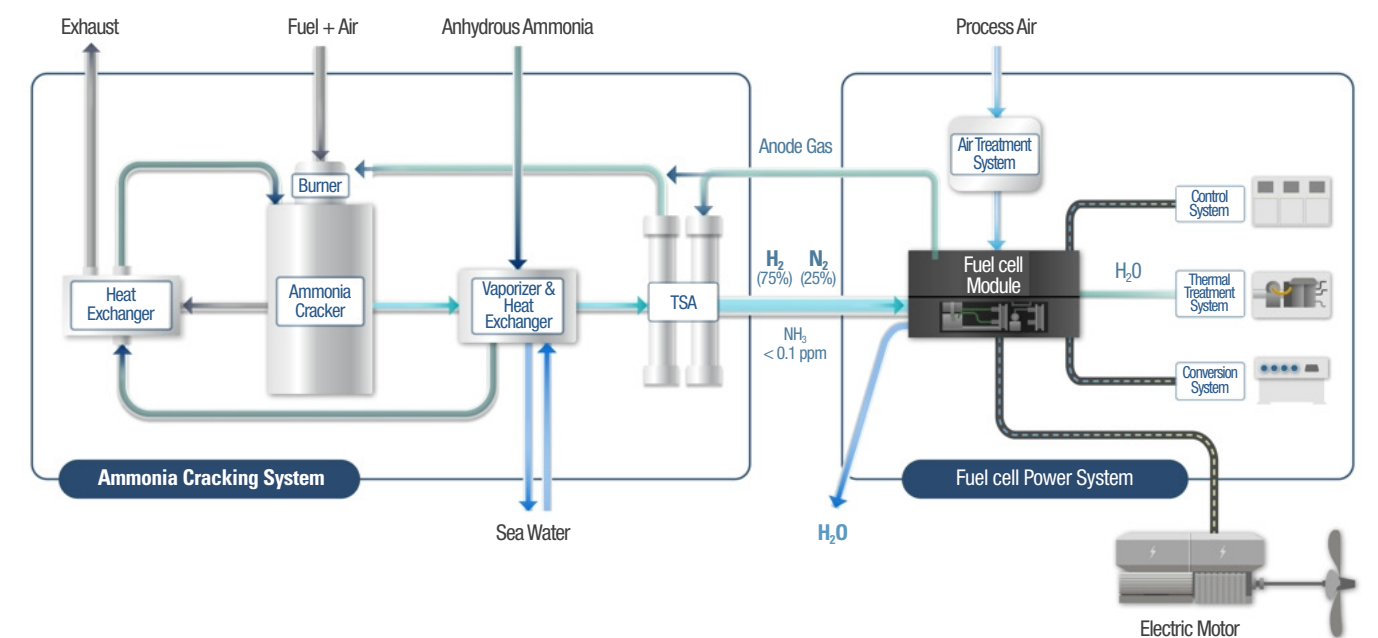 Exhaust
Fuel + Air
Anhydrous Ammonia
Process Air
Burner
Heat
Exchanger
Ammonia
Cracker
Vaporizer &
Heat
Exchanger
TSA
Anode Gas
H₂
(75%)
N₂
(25%)
NH₃
< 0.1 ppm
Air Treatment
System
Fuel cell
Module
H₂O
Control
System
Thermal
Treatment
System
Conversion
System
Ammonia Cracking System
Fuel cell Power System
Sea Water
H₂O
Electric Motor